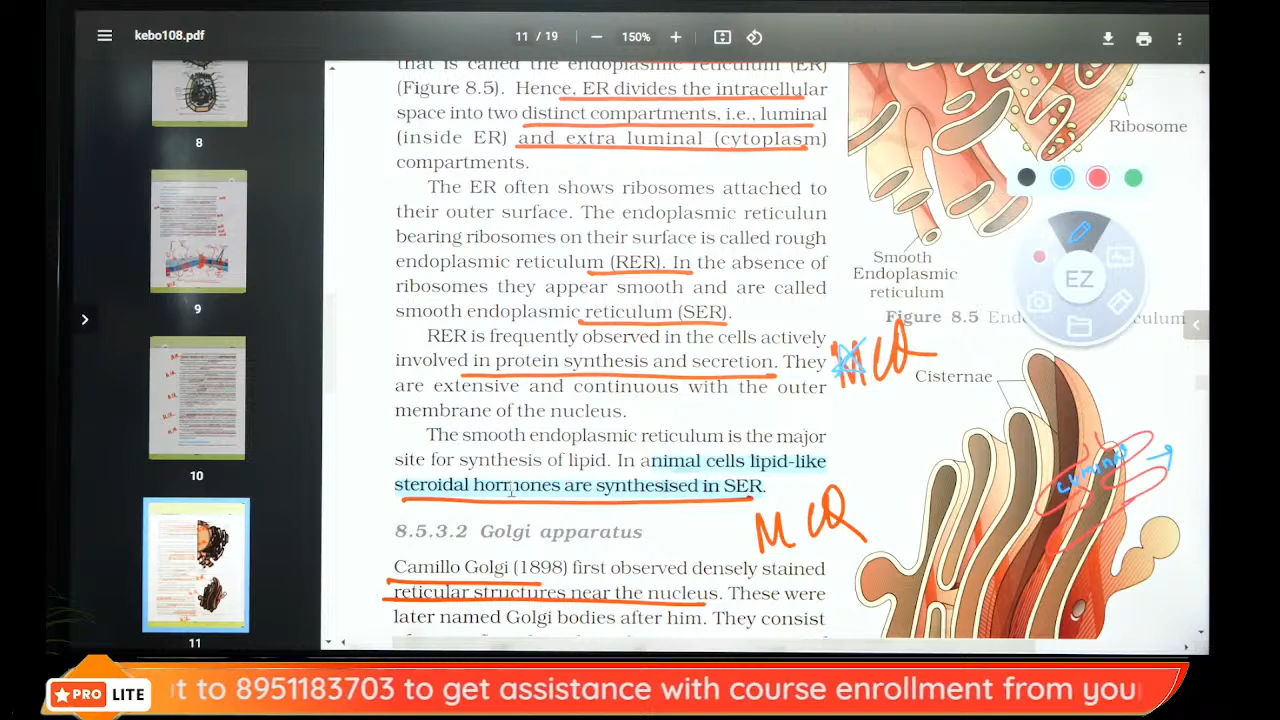 kebo108.pdf
11 / 19
150%
that is called the endoplasmic reticulum (ER)
(Figure 8.5). Hence, ER divides the intracellular
space into two distinct compartments, i.e., luminal
(inside ER) and extra luminal (cytoplasm)
compartments.
The ER often shows ribosomes attached to
their outer surface. The endoplasmic reticulun
bearing ribosomes on their surface is called rough
endoplasmic reticulum (RER). In the absence of
ribosomes they appear smooth and are called
smooth endoplasmic reticulum (SER).
RER is frequently observed in the cells actively
involved in protein synthesis and secretion. They
are extensive and continuous with the outer
membrane of the nucleus.
The smooth endoplasmic reticulum is the major
site for synthesis of lipid. In animal cells lipid-like
steroidal hormones are synthesised in SER.
8.5.3.2 Golgi apparatus
Camillo Golgi (1898) first observed densely stained
reticular structures near the nucleus. These were
later named Golgi bodies after him. They consist
Ribosome
Smooth
Endoplasmic
reticulum
Figure 8.5 End
culum
EZ
MCQ
Cisternae
MCQ
8
9
10
11
PRO LITE
t to 8951183703 to get assistance with course enrollment from you